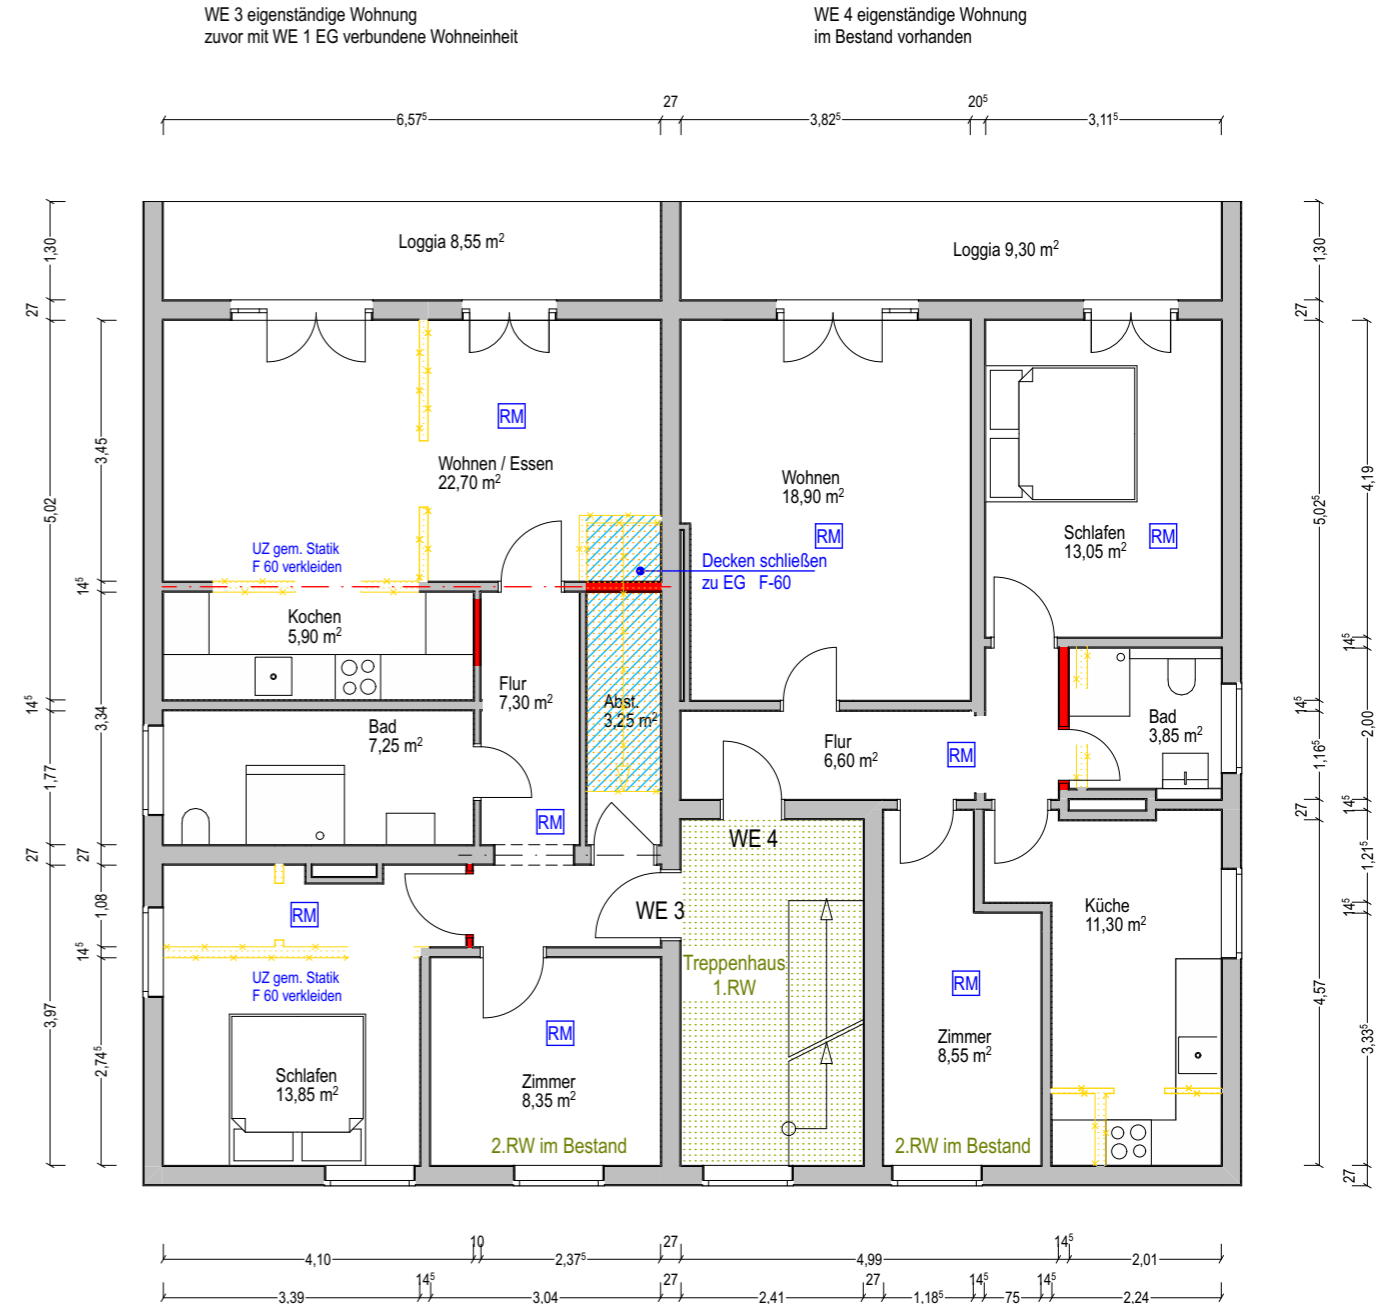 WE 3 eigenständige Wohnung
zuvor mit WE 1 EG verbundene Wohneinheit
WE 4 eigenständige Wohnung
im Bestand vorhanden
27
20⁵
6,57⁵
3,82⁵
3,11⁵
1,30
27
5,02
14⁵
1,77
27
3,97
3,45
14⁵
3,34
27
1,08
14⁵
2,74⁵
Loggia 8,55 m²
Loggia 9,30 m²
RM
Wohnen / Essen
22,70 m²
UZ gem. Statik
F 60 verkleiden
Wohnen
18,90 m²
RM
Schlafen
13,05 m²
RM
Decken schließen
zu EG F-60
Kochen
5,90 m²
Flur
7,30 m²
Abst.
3,25 m²
Bad
7,25 m²
RM
Flur
6,60 m²
RM
Bad
3,85 m²
WE 4
WE 3
RM
UZ gem. Statik
F 60 verkleiden
Küche
11,30 m²
Treppenhaus
1.RW
RM
Zimmer
8,55 m²
RM
Schlafen
13,85 m²
Zimmer
8,35 m²
2.RW im Bestand
2.RW im Bestand
1,30
27
5,02⁵
14⁵
1,16⁵
27
4,57
4,19
14⁵
2,00
14⁵
1,21⁵
14⁵
3,33⁵
27
4,10
10
2,37⁵
27
4,99
14⁵
2,01
3,39
14⁵
3,04
27
2,41
27
1,18⁵
14⁵
75
14⁵
2,24